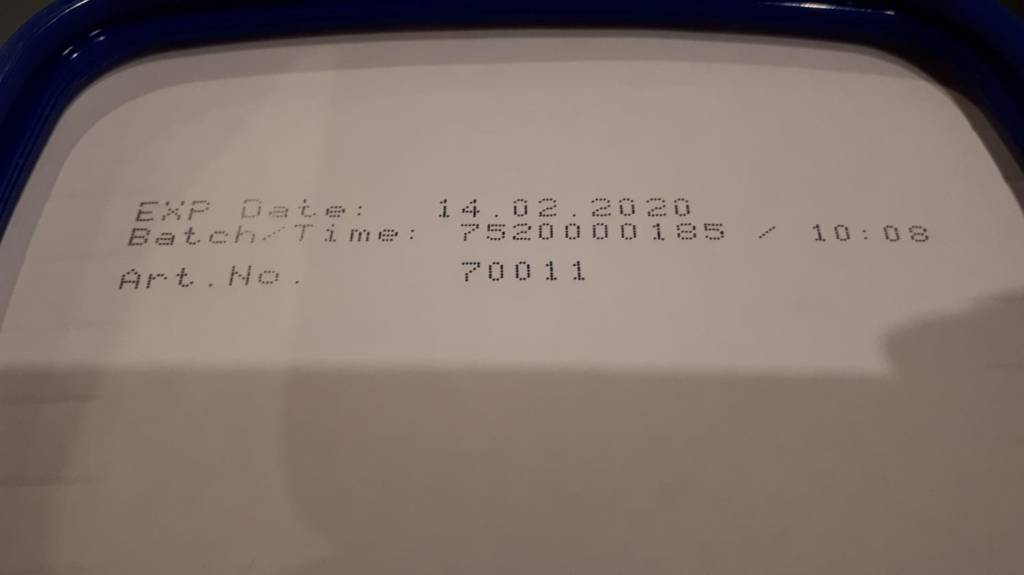 EXP Date: 14.02.2020
Batch/Time: 7520000185 / 10:08
Art.No. 70011